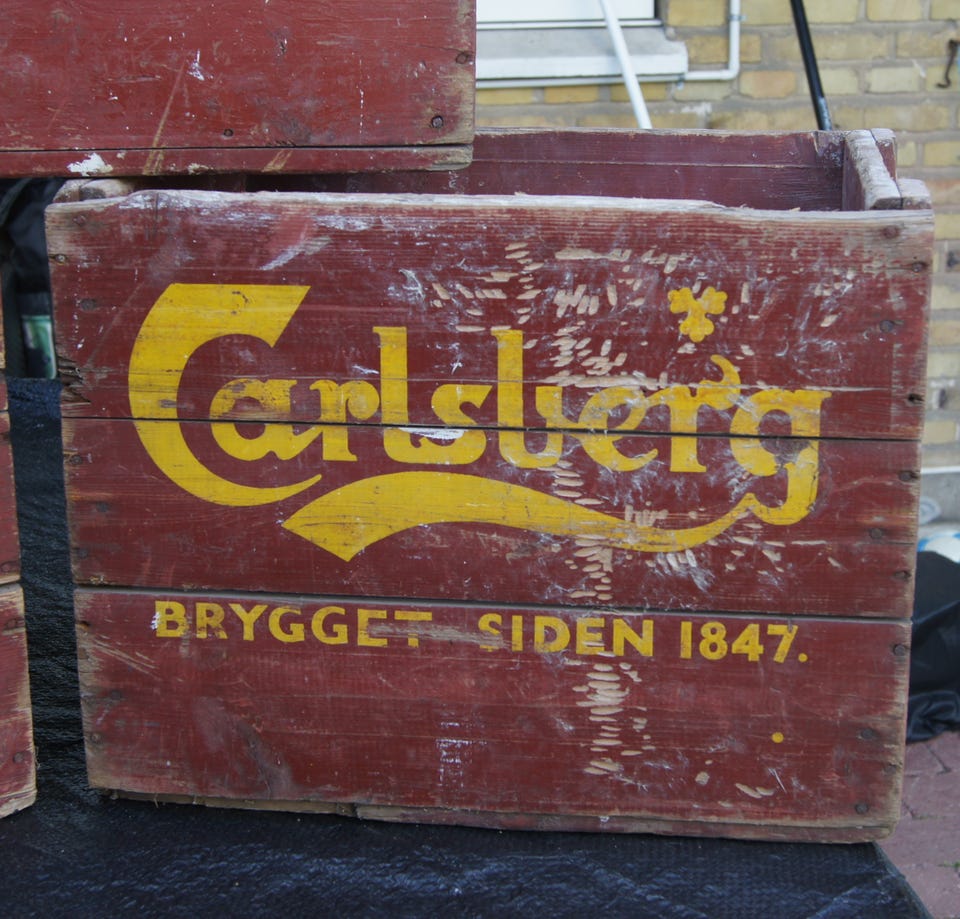 Carlsberg
BRYGGET SIDEN 1847.